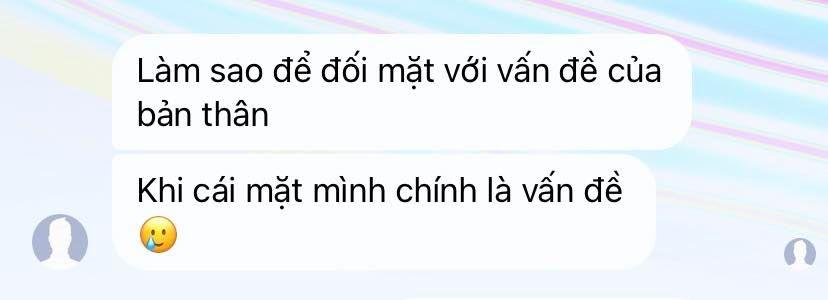 Làm sao để đối mặt với vấn đề của
bản thân
Khi cái mặt mình chính là vấn đề
🥲